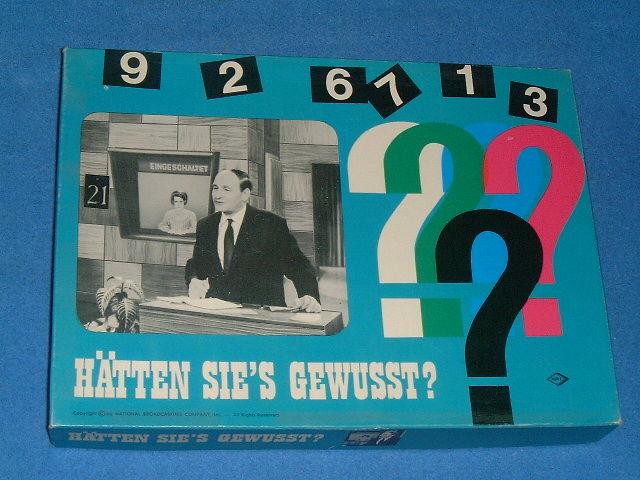 9 2 6 7 1 3
EINGESCHALTET
21
? ? ? ? ?
HÄTTEN SIE'S GEWUSST?
NATIONAL BROADCASTING COMPANY, Inc. — All Rights Reserved
HÄTTEN SIE'S GEWUSST?